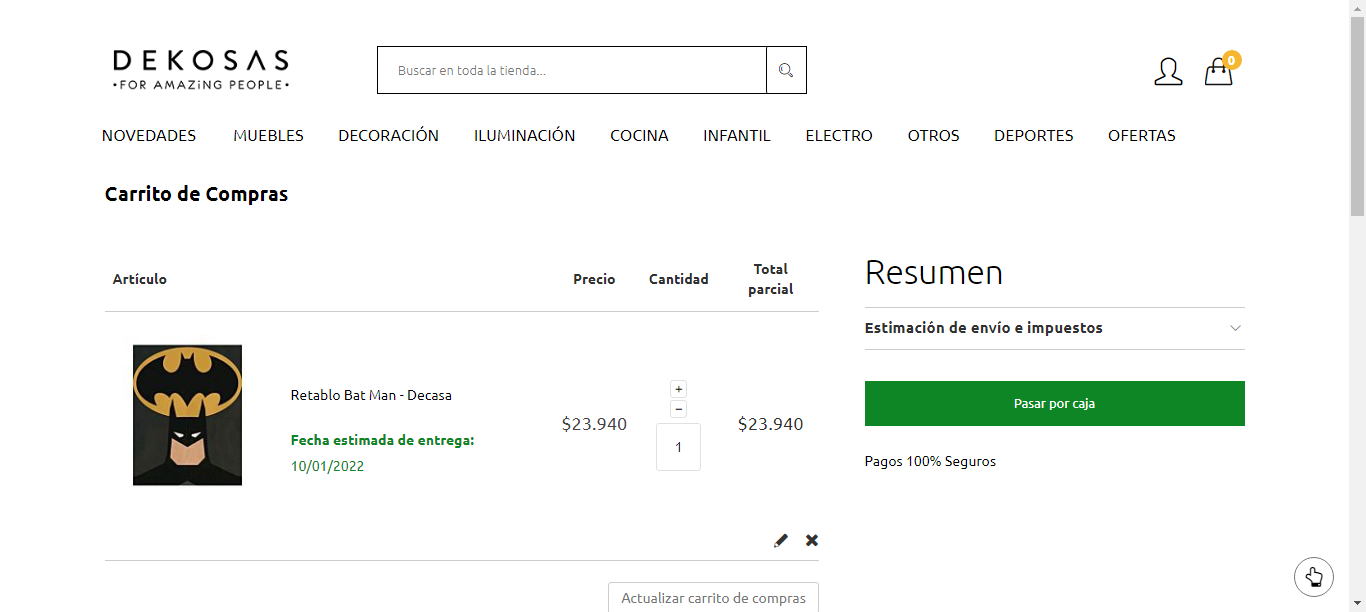 DEKOSAS
•FOR AMAZiNG PEOPLE•
Buscar en toda la tienda...
0
NOVEDADES MUEBLES DECORACIÓN ILUMINACIÓN COCINA INFANTIL ELECTRO OTROS DEPORTES OFERTAS
Carrito de Compras
Artículo Precio Cantidad Total parcial
Retablo Bat Man - Decasa
Fecha estimada de entrega:
10/01/2022
$23.940
+
−
1
$23.940
Actualizar carrito de compras
Resumen
Estimación de envío e impuestos
Pasar por caja
Pagos 100% Seguros